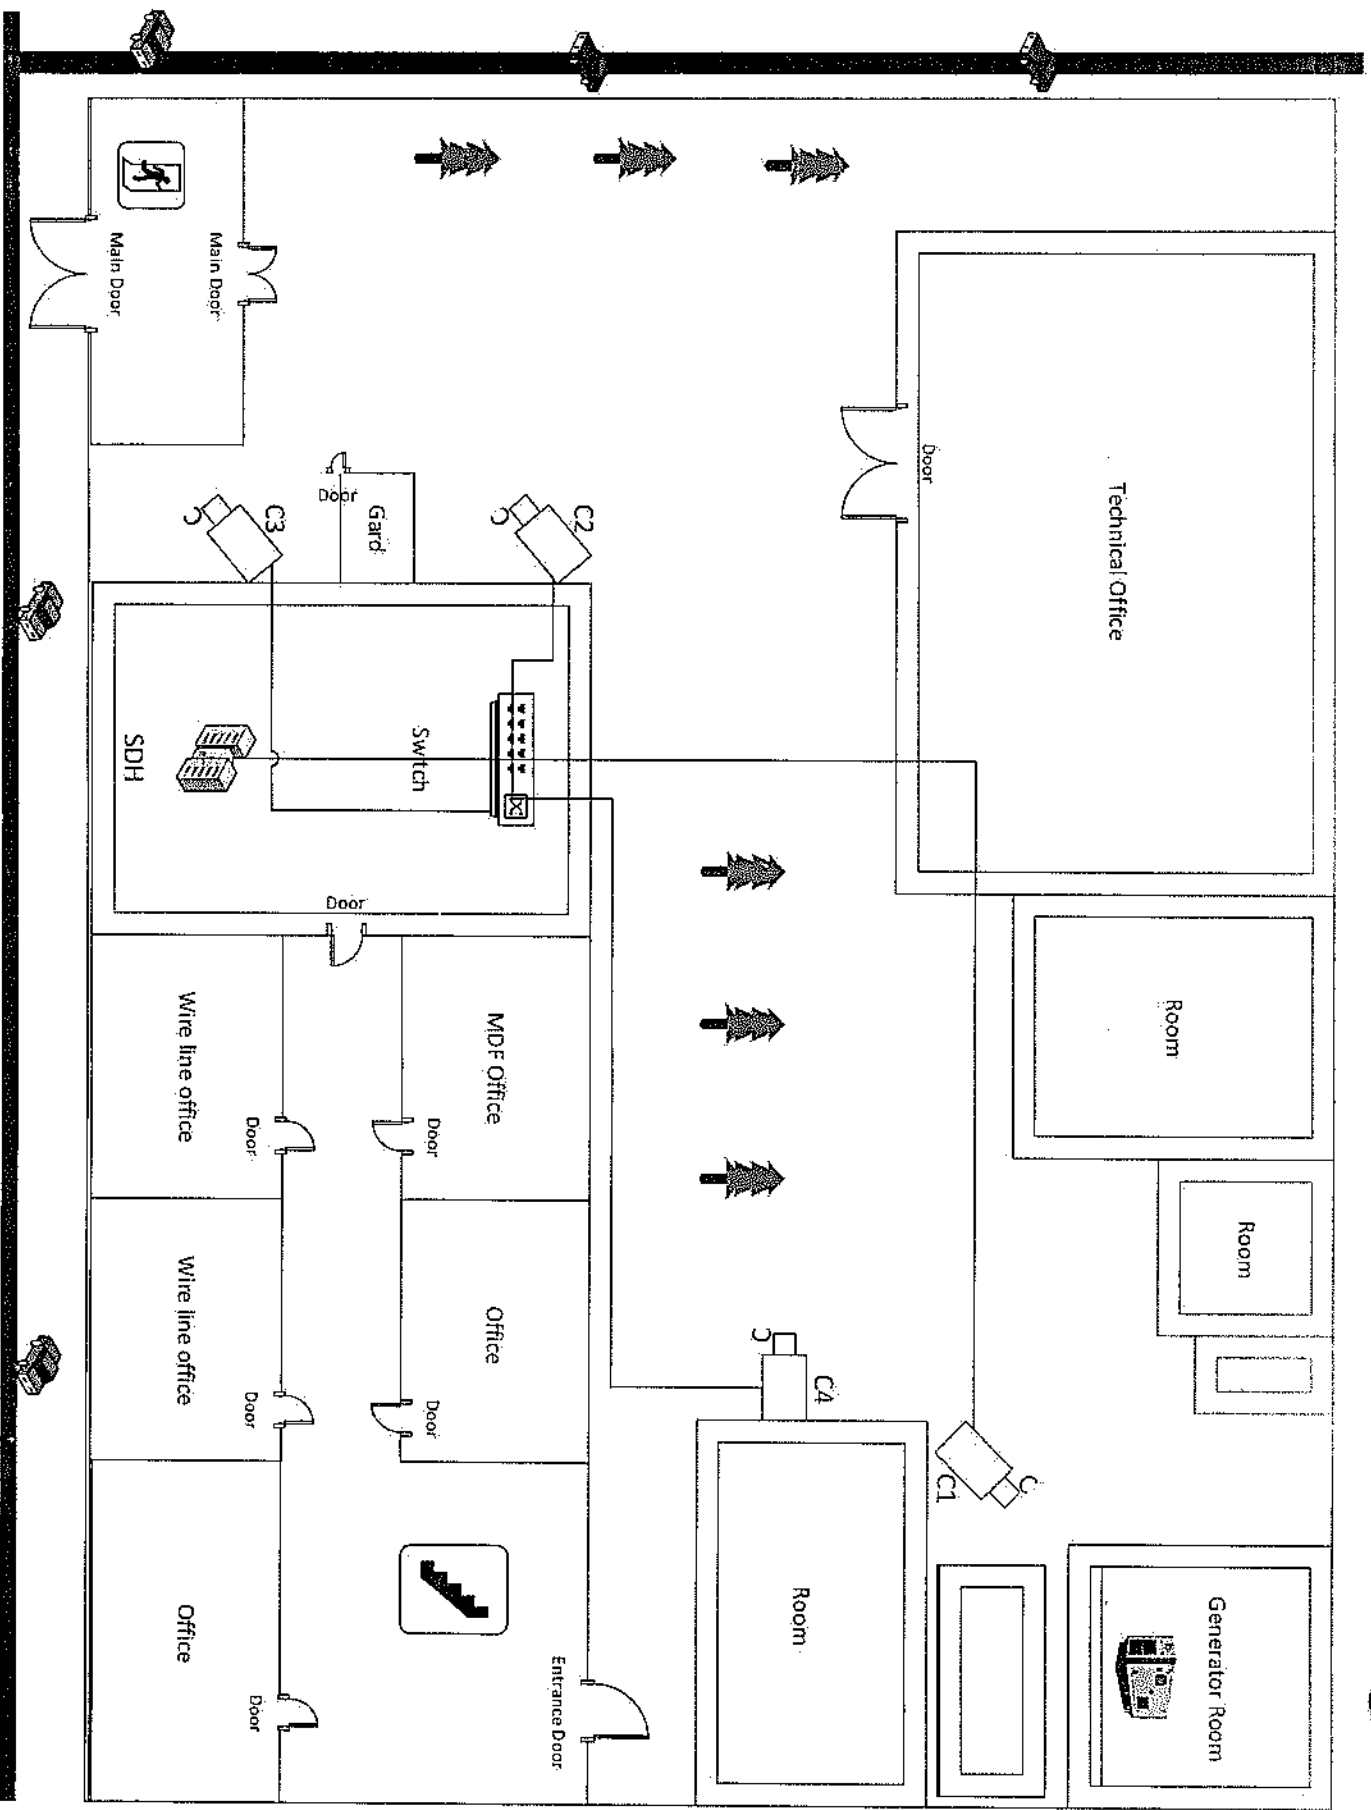 Technical Office
Room
Room
Generator Room
Door
C1
C4
Room
C2
Entrance Door
MDF Office
Office
Door
Door
Swtch
Gard
Door
Door
C3
Door
Door
Door
Main Door
Wire line office
Wire line office
Office
SDH
Main Door